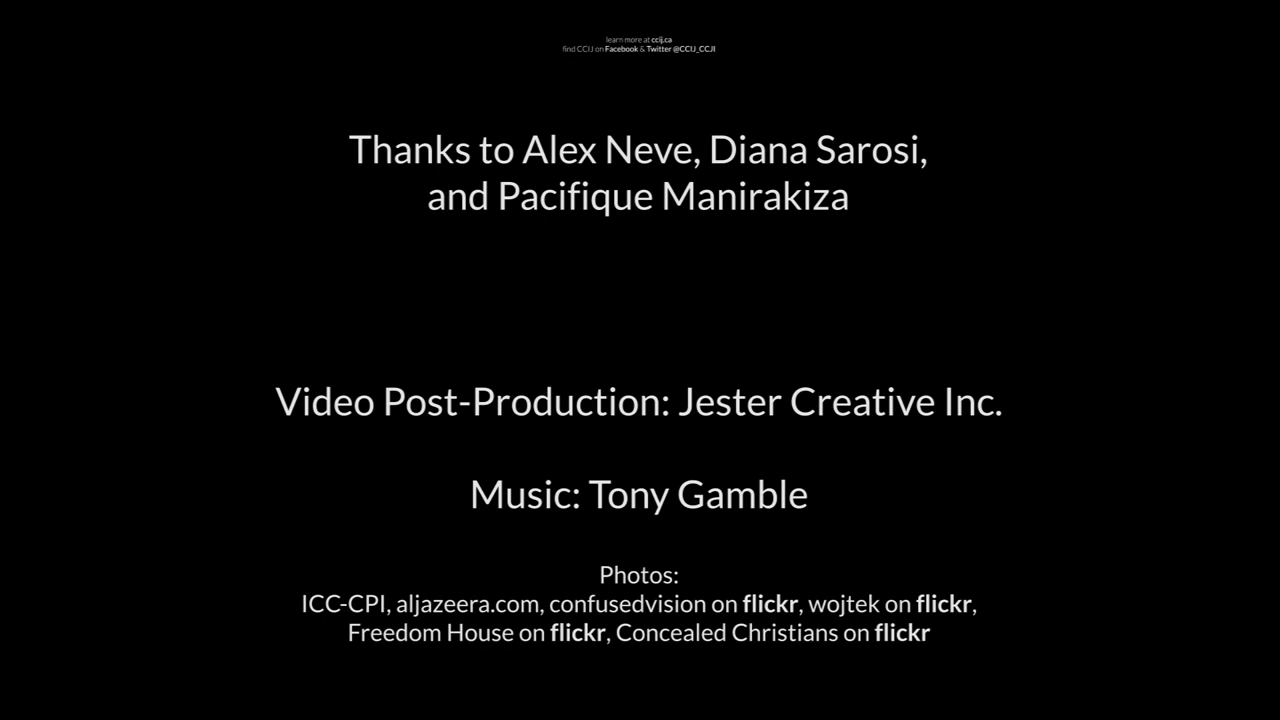 learn more at ccij.ca
find CCIJ on Facebook & Twitter @CCIJ_CCJI
Thanks to Alex Neve, Diana Sarosi,
and Pacifique Manirakiza
Video Post-Production: Jester Creative Inc.
Music: Tony Gamble
Photos:
ICC-CPI, aljazeera.com, confusedvision on flickr, wojtek on flickr,
Freedom House on flickr, Concealed Christians on flickr